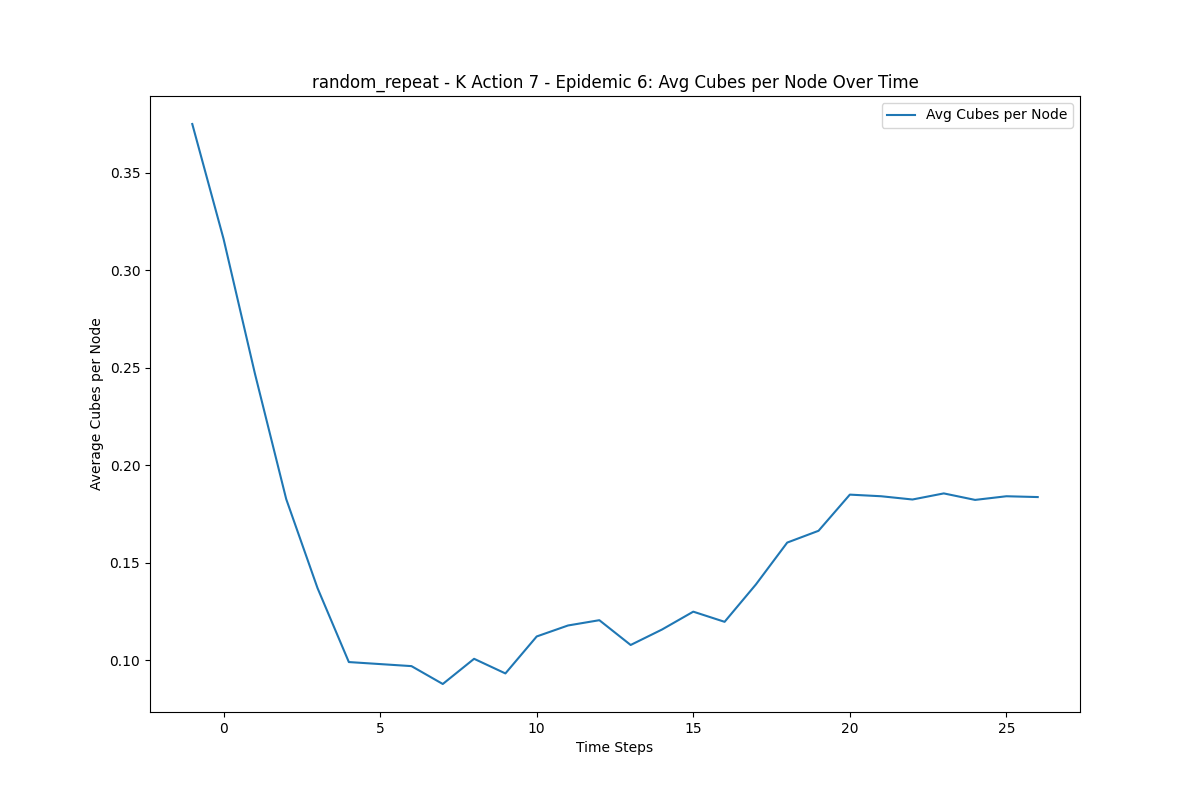 random_repeat - K Action 7 - Epidemic 6: Avg Cubes per Node Over Time
Avg Cubes per Node
0.35
0.30
0.25
0.20
0.15
0.10
Average Cubes per Node
0 5 10 15 20 25
Time Steps